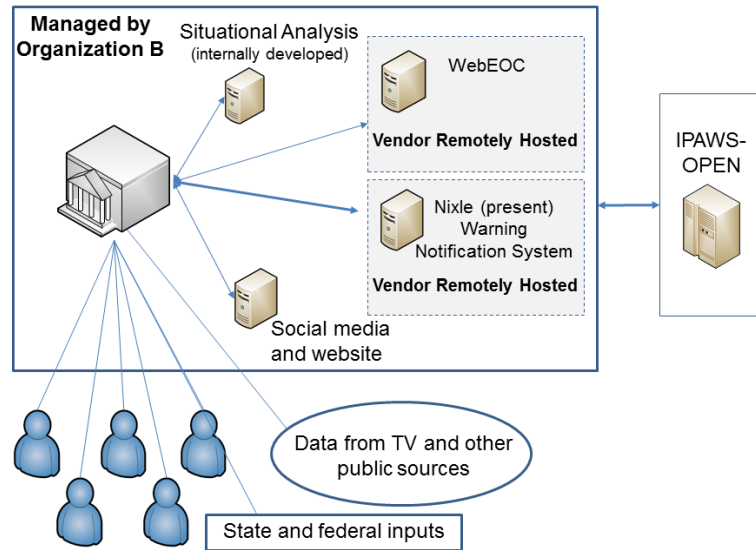 Managed by
Organization B
Situational Analysis
(internally developed)
WebEOC
Vendor Remotely Hosted
Nixle (present)
Warning
Notification System
Vendor Remotely Hosted
IPAWS-
OPEN
Social media
and website
Data from TV and other
public sources
State and federal inputs